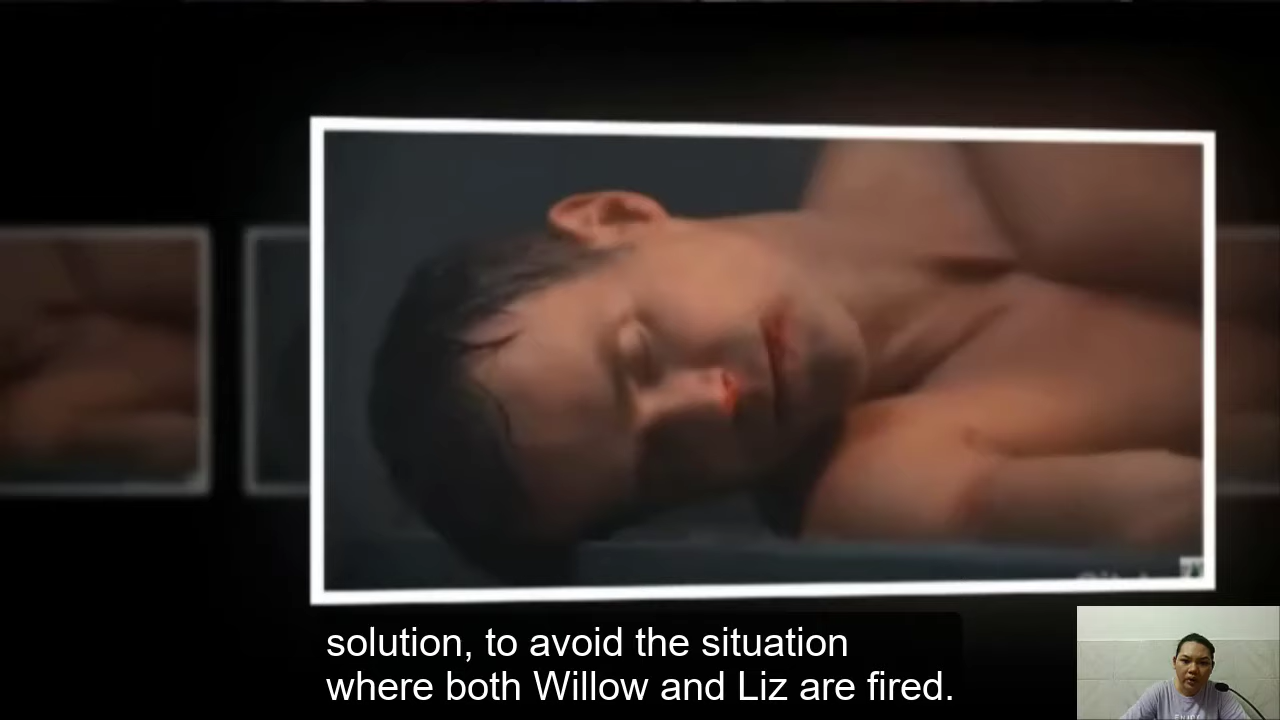 solution, to avoid the situation
where both Willow and Liz are fired.